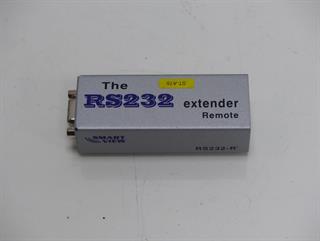 The
RS232 extender
Remote
SMART
VIEW
RS232-R